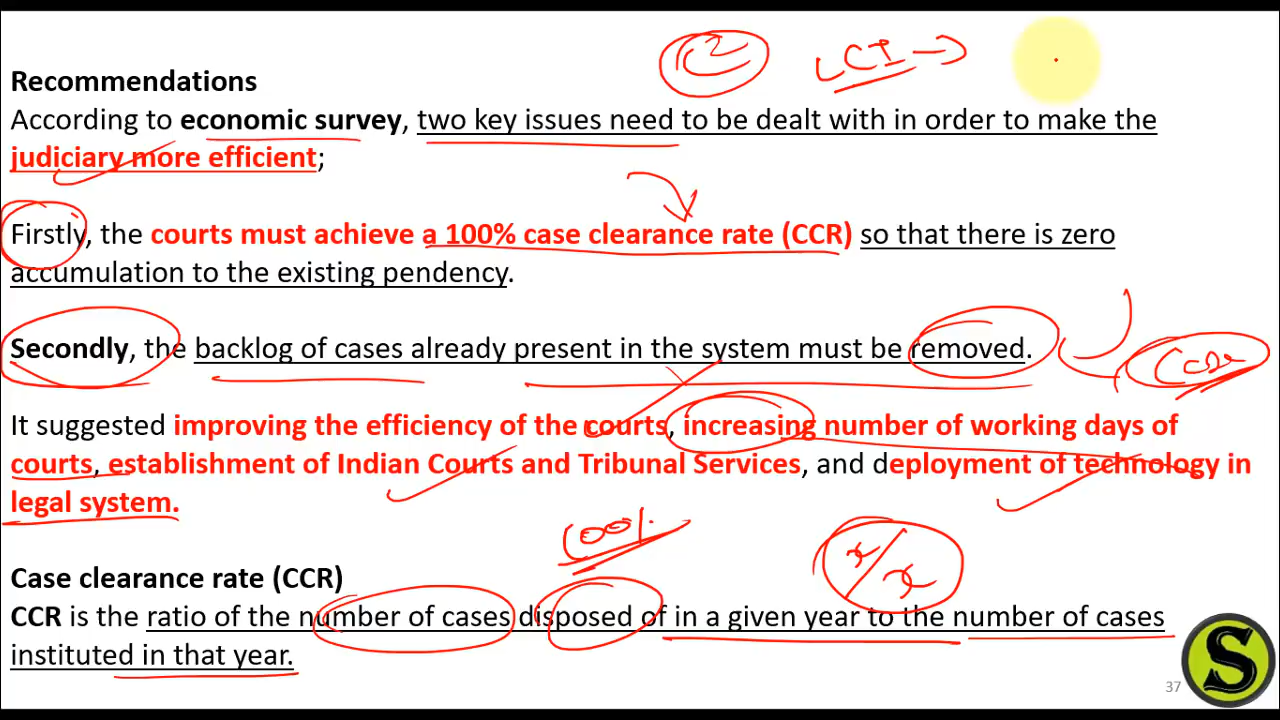 LCI →
Recommendations
According to economic survey, two key issues need to be dealt with in order to make the
judiciary more efficient;
Firstly, the courts must achieve a 100% case clearance rate (CCR) so that there is zero
accumulation to the existing pendency.
Secondly, the backlog of cases already present in the system must be removed.
Case
It suggested improving the efficiency of the courts, increasing number of working days of
courts, establishment of Indian Courts and Tribunal Services, and deployment of technology in
legal system.
100%
x/x
Case clearance rate (CCR)
CCR is the ratio of the number of cases disposed of in a given year to the number of cases
instituted in that year.
S
37